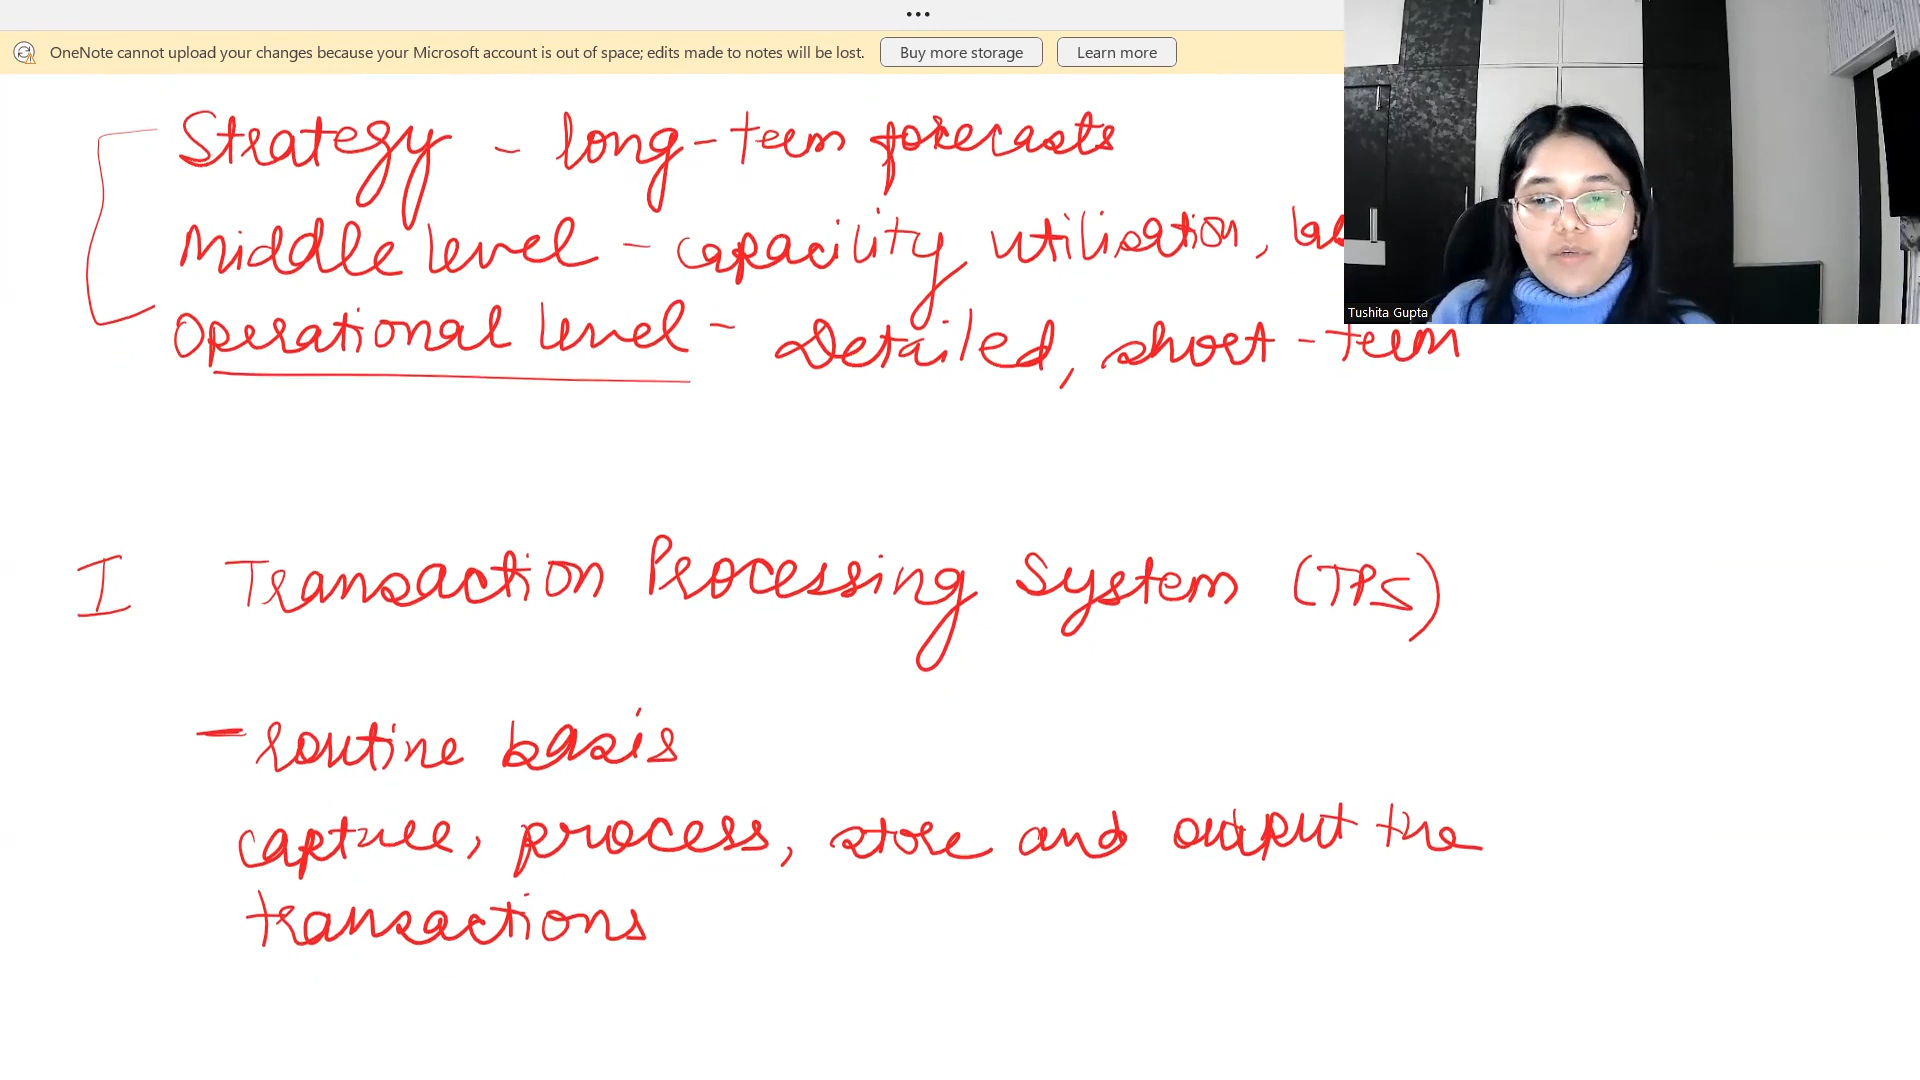 OneNote cannot upload your changes because your Microsoft account is out of space; edits made to notes will be lost. Buy more storage Learn more
Strategy - long-term forecasts
Middle level - capacility utilisation,
Operational level - Detailed, short-term
Tushita Gupta
I Transaction Processing System (TPS)
- routine basis
capture, process, store and output the
transactions